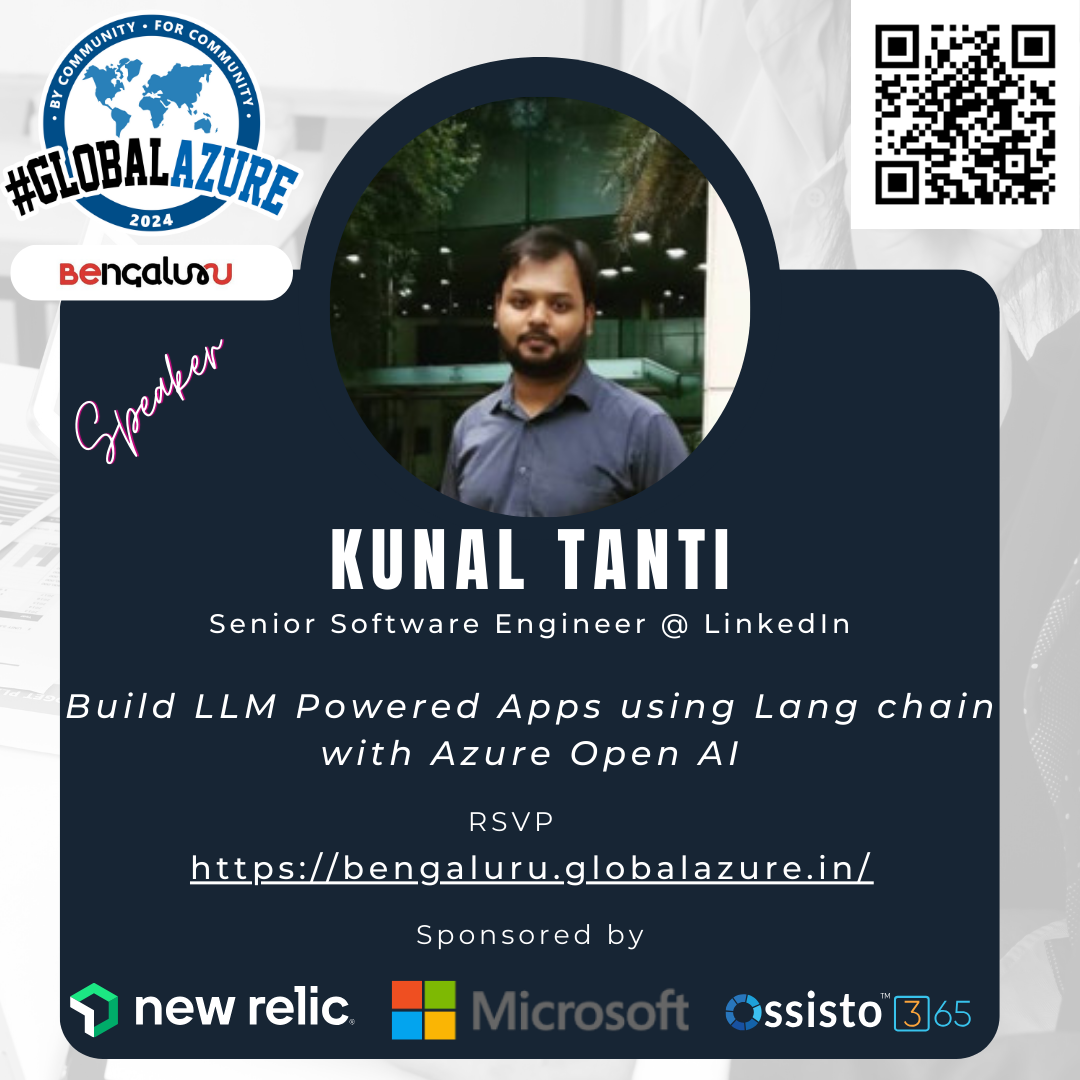 BY COMMUNITY • FOR COMMUNITY
#GLOBALAZURE
2024
BENGALURU
Speaker
KUNAL TANTI
Senior Software Engineer @ LinkedIn
Build LLM Powered Apps using Lang chain
with Azure Open AI
RSVP
https://bengaluru.globalazure.in/
Sponsored by
new relic®
Microsoft
Ossisto™ 365